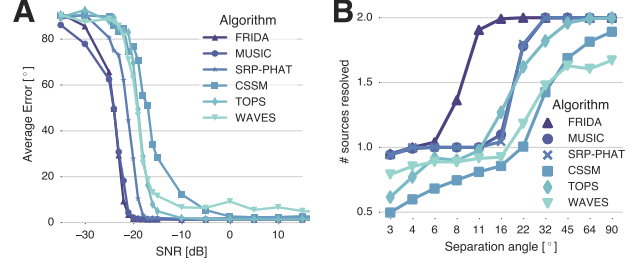 A
Algorithm
FRIDA
MUSIC
SRP-PHAT
CSSM
TOPS
WAVES
Average Error [°]
80
60
40
20
0
−30
−20
−10
0
10
SNR [dB]
B
# sources resolved
2.0
1.5
1.0
0.5
Algorithm
FRIDA
MUSIC
SRP-PHAT
CSSM
TOPS
WAVES
3 4 6 8 11 16 22 32 45 64 90
Separation angle [°]